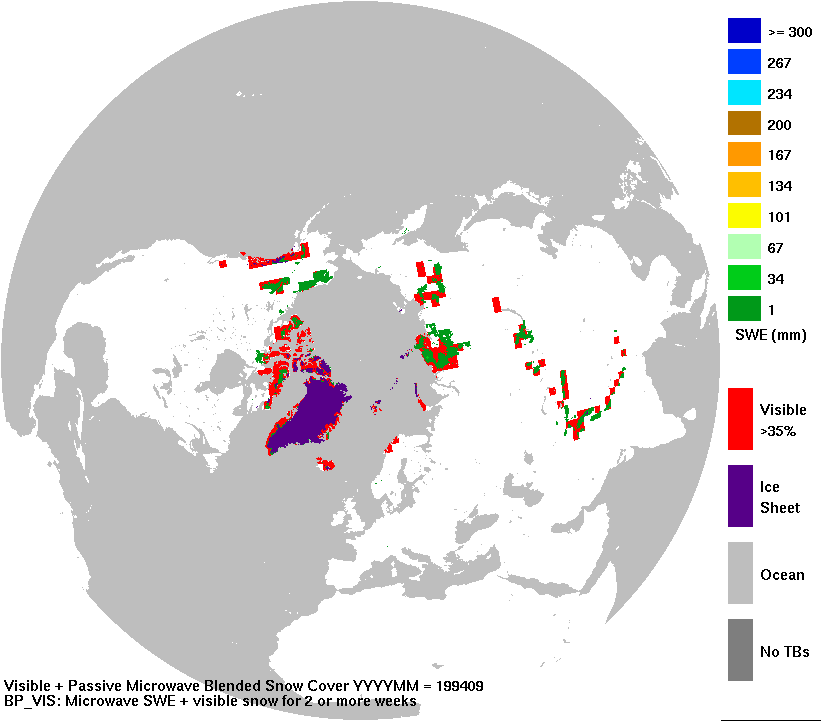 >= 300
267
234
200
167
134
101
67
34
1
SWE (mm)
Visible
>35%
Ice
Sheet
Ocean
No TBs
Visible + Passive Microwave Blended Snow Cover YYYYMM = 199409
BP_VIS: Microwave SWE + visible snow for 2 or more weeks